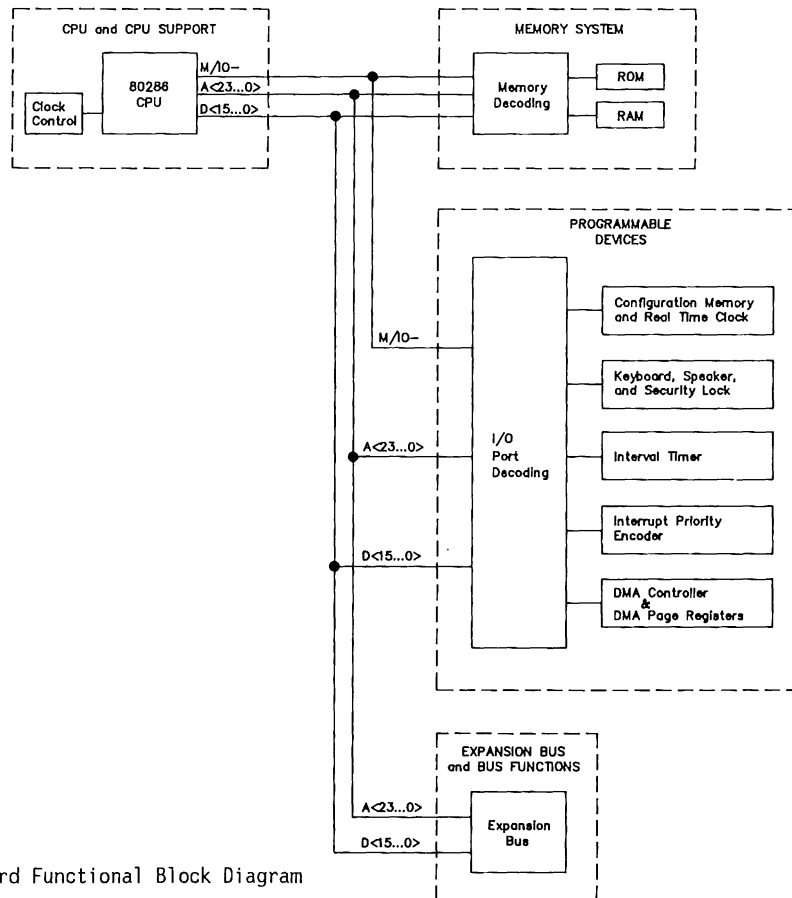 CPU and CPU SUPPORT
80286
CPU
Clock
Control
M/IO-
A<23...0>
D<15...0>
MEMORY SYSTEM
Memory
Decoding
ROM
RAM
PROGRAMMABLE
DEVICES
M/IO-
A<23...0>
D<15...0>
I/O
Port
Decoding
Configuration Memory
and Real Time Clock
Keyboard, Speaker,
and Security Lock
Interval Timer
Interrupt Priority
Encoder
DMA Controller
&
DMA Page Registers
EXPANSION BUS
and BUS FUNCTIONS
A<23...0>
D<15...0>
Expansion
Bus
rd Functional Block Diagram